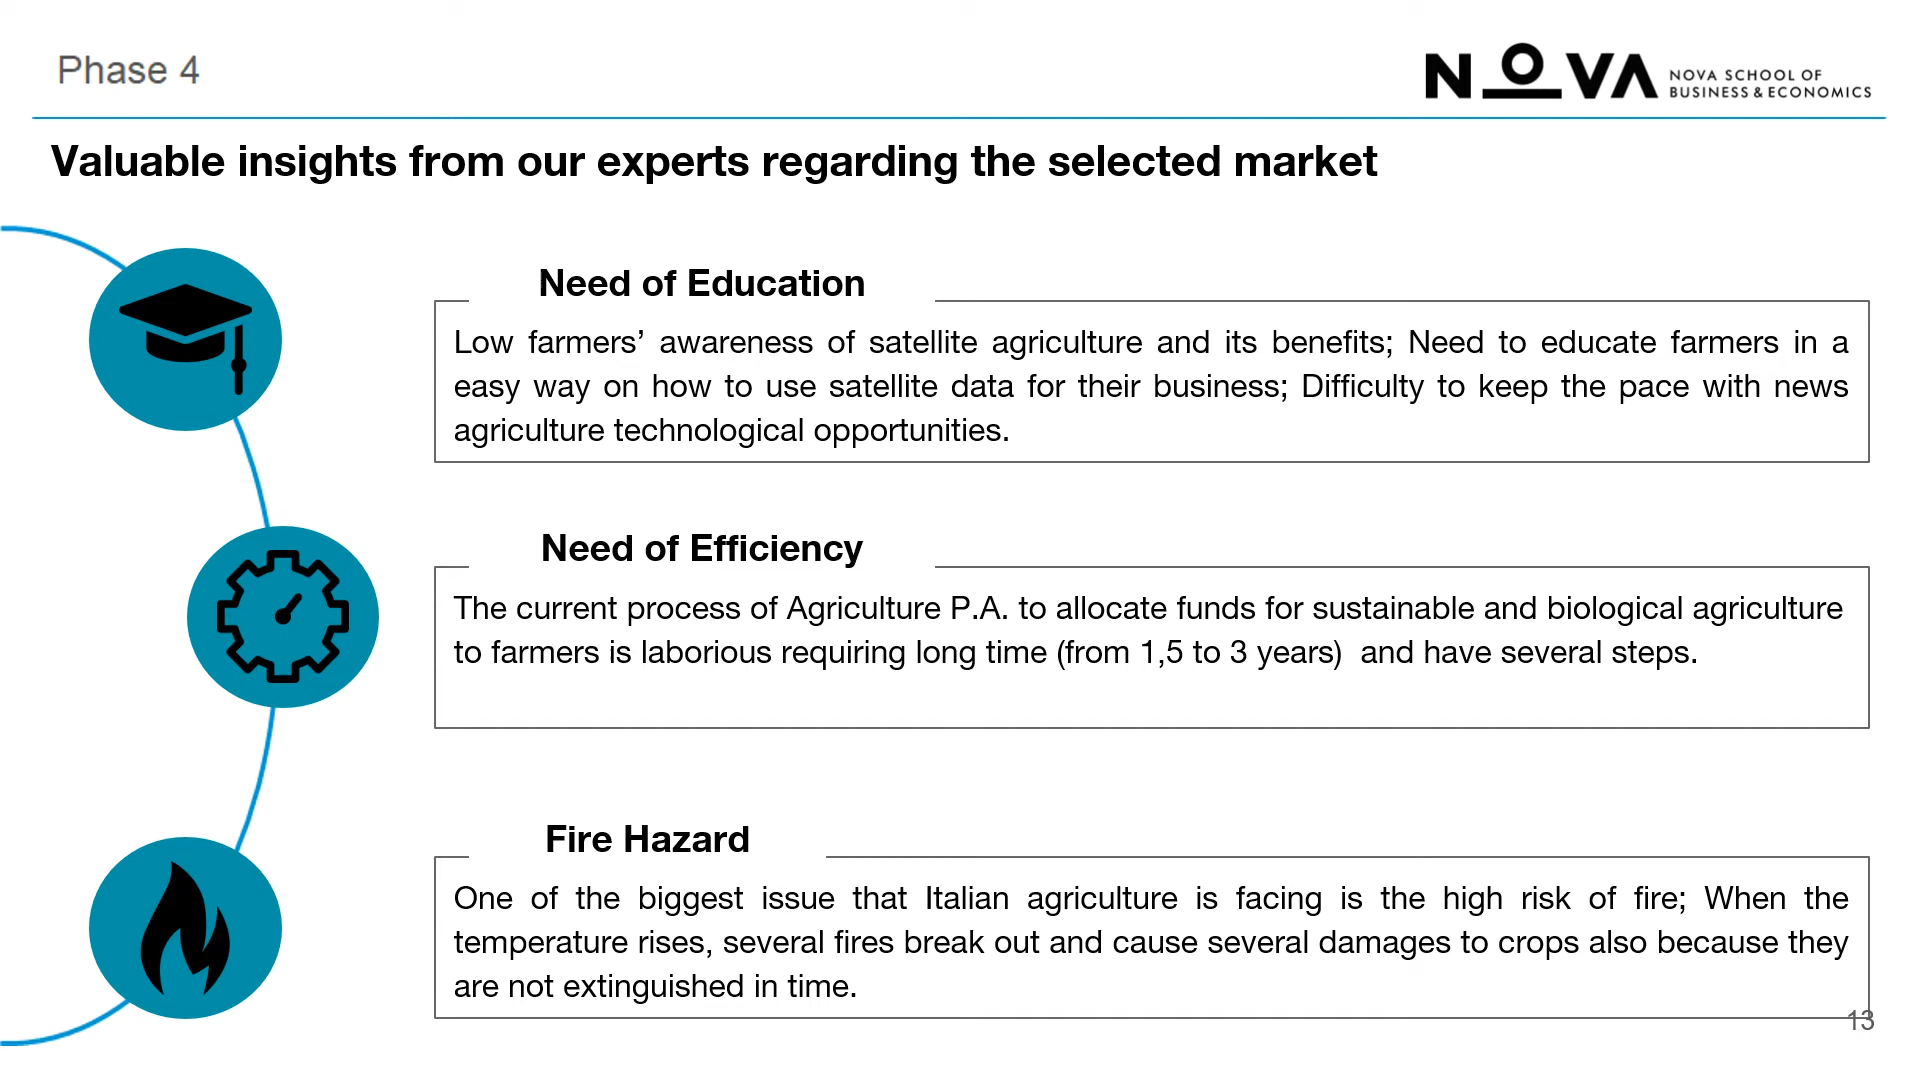 Phase 4
NOVA
NOVA SCHOOL OF
BUSINESS & ECONOMICS
Valuable insights from our experts regarding the selected market
Need of Education
Low farmers’ awareness of satellite agriculture and its benefits; Need to educate farmers in a
easy way on how to use satellite data for their business; Difficulty to keep the pace with news
agriculture technological opportunities.
Need of Efficiency
The current process of Agriculture P.A. to allocate funds for sustainable and biological agriculture
to farmers is laborious requiring long time (from 1,5 to 3 years)  and have several steps.
Fire Hazard
One of the biggest issue that Italian agriculture is facing is the high risk of fire; When the
temperature rises, several fires break out and cause several damages to crops also because they
are not extinguished in time.
13